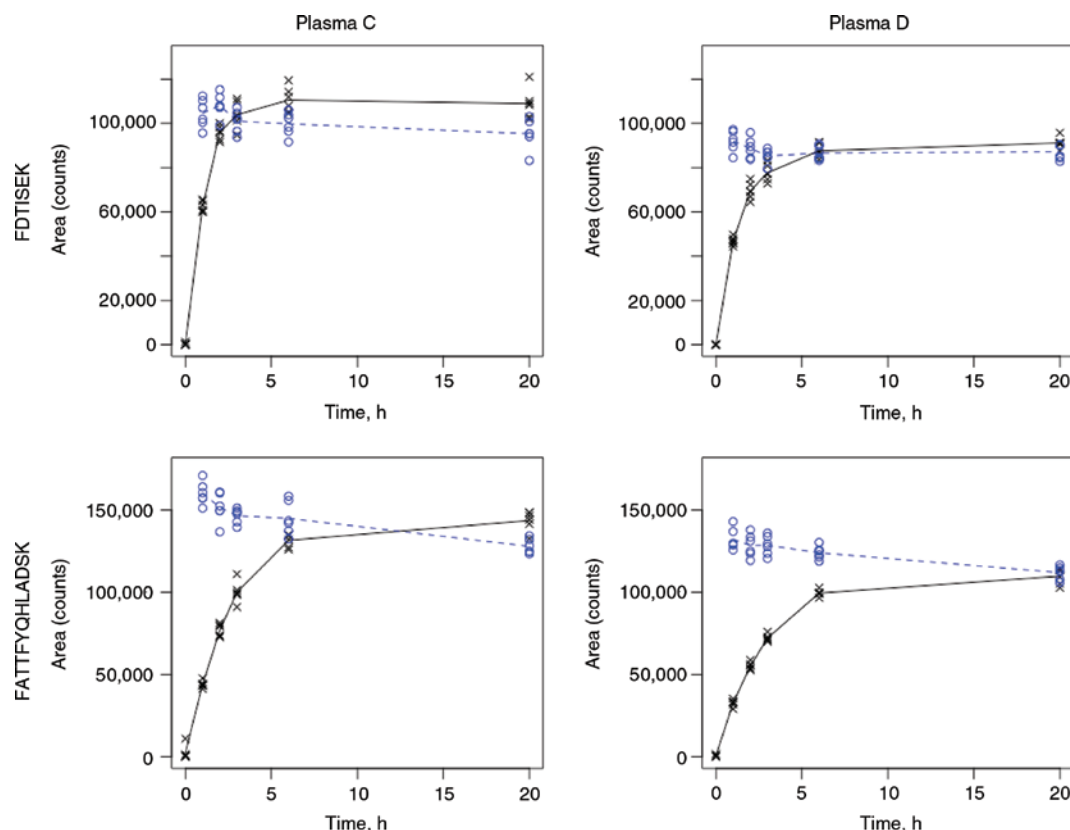 Plasma C
Plasma D
FDTISEK
Area (counts)
100,000
60,000
20,000
0
0 5 10 15 20
Time, h
Area (counts)
100,000
60,000
20,000
0
0 5 10 15 20
Time, h
FATTFYQHLADSK
Area (counts)
150,000
100,000
50,000
0
0 5 10 15 20
Time, h
Area (counts)
150,000
100,000
50,000
0
0 5 10 15 20
Time, h